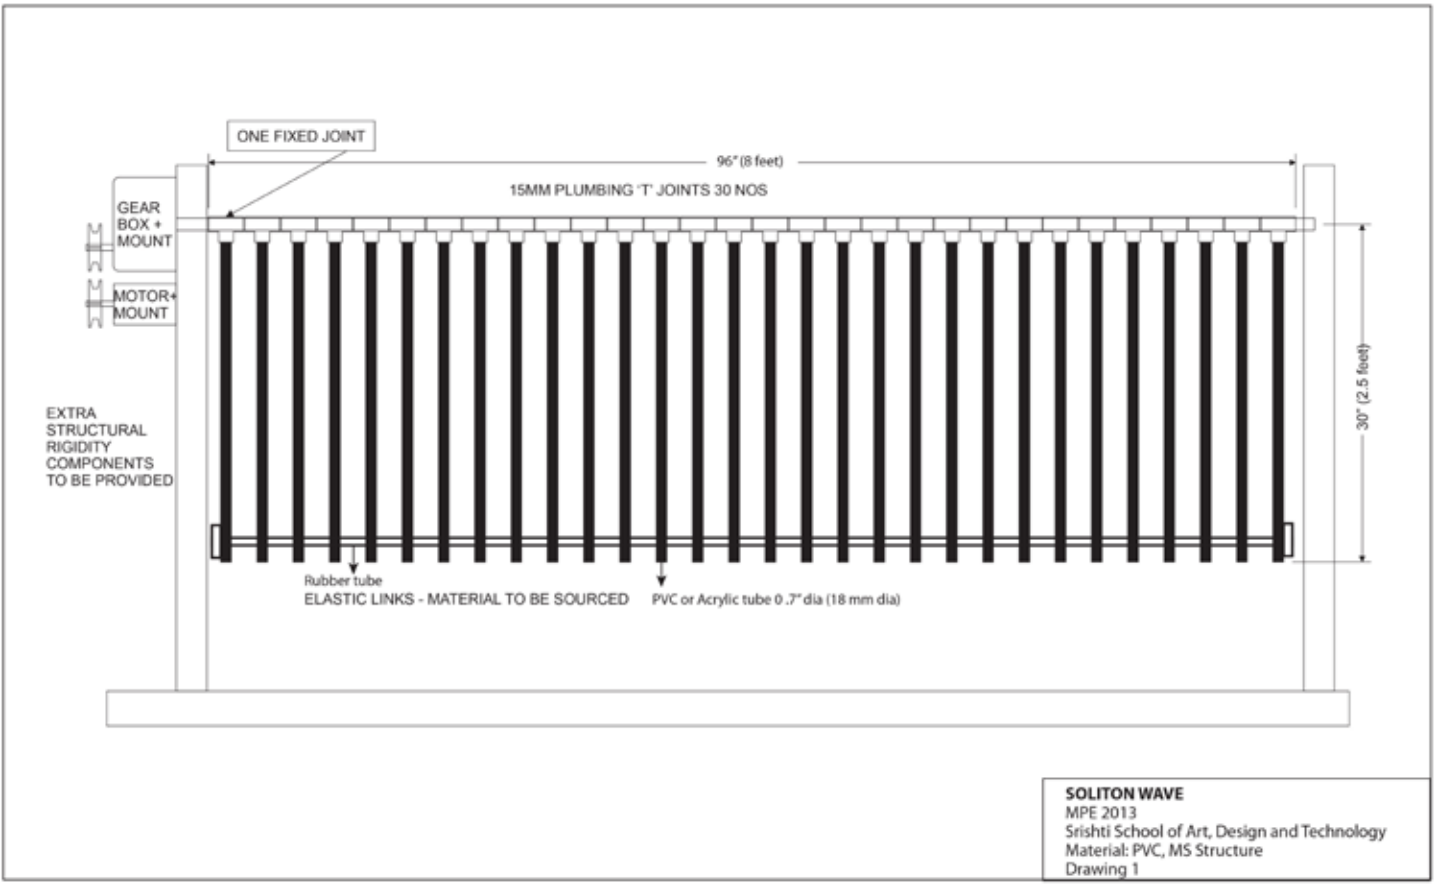 ONE FIXED JOINT
96" (8 feet)
15MM PLUMBING 'T' JOINTS 30 NOS
GEAR
BOX +
MOUNT
MOTOR+
MOUNT
30" (2.5 feet)
EXTRA
STRUCTURAL
RIGIDITY
COMPONENTS
TO BE PROVIDED
Rubber tube
ELASTIC LINKS - MATERIAL TO BE SOURCED
PVC or Acrylic tube 0 .7" dia (18 mm dia)
SOLITON WAVE
MPE 2013
Srishti School of Art, Design and Technology
Material: PVC, MS Structure
Drawing 1